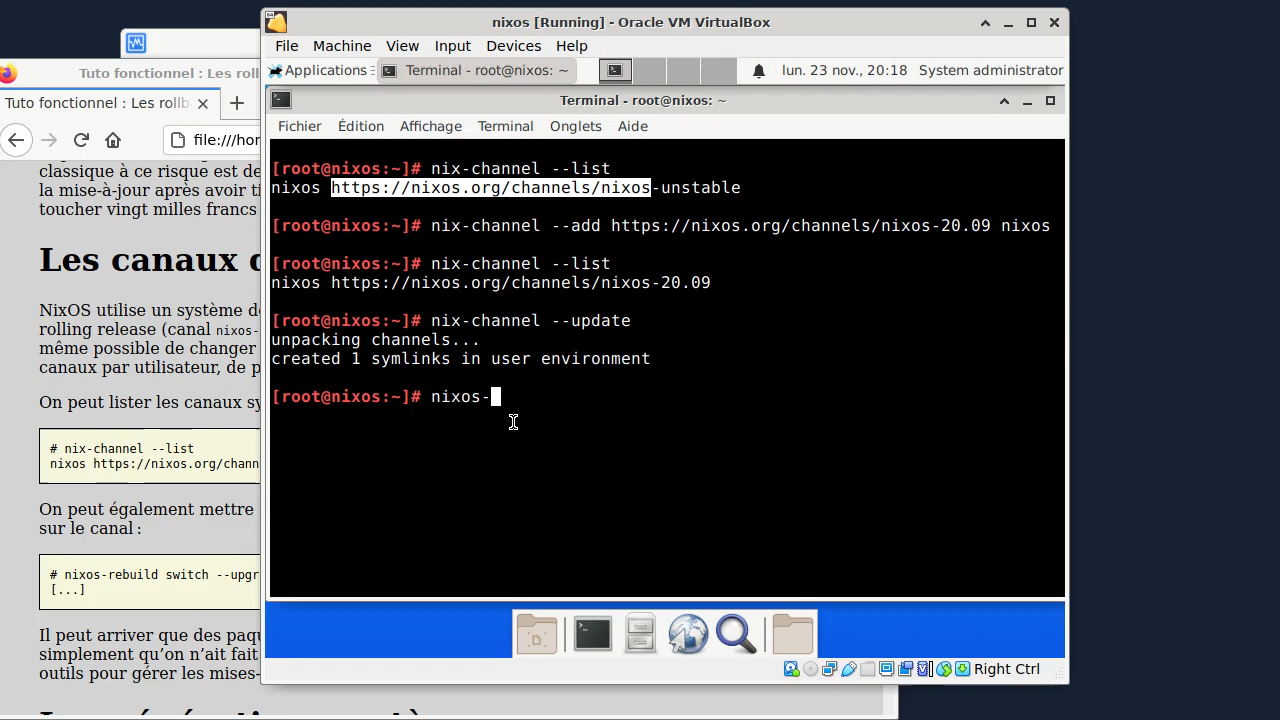 nixos [Running] - Oracle VM VirtualBox
File Machine View Input Devices Help
Applications Terminal - root@nixos: ~ lun. 23 nov., 20:18 System administrator
Terminal - root@nixos: ~
Fichier Édition Affichage Terminal Onglets Aide
[root@nixos:~]# nix-channel --list
nixos https://nixos.org/channels/nixos-unstable
[root@nixos:~]# nix-channel --add https://nixos.org/channels/nixos-20.09 nixos
[root@nixos:~]# nix-channel --list
nixos https://nixos.org/channels/nixos-20.09
[root@nixos:~]# nix-channel --update
unpacking channels...
created 1 symlinks in user environment
[root@nixos:~]# nixos-
Right Ctrl
Tuto fonctionnel : Les roll
Tuto fonctionnel : Les rollb
file:///hor
classique à ce risque est de
la mise-à-jour après avoir ti
toucher vingt milles francs
Les canaux
NixOS utilise un système de
rolling release (canal nixos-
même possible de changer
canaux par utilisateur, de p
On peut lister les canaux sy
# nix-channel --list
nixos https://nixos.org/chann
On peut également mettre
sur le canal :
# nixos-rebuild switch --upgr
[...]
Il peut arriver que des paqu
simplement qu'on n'ait fait
outils pour gérer les mises-